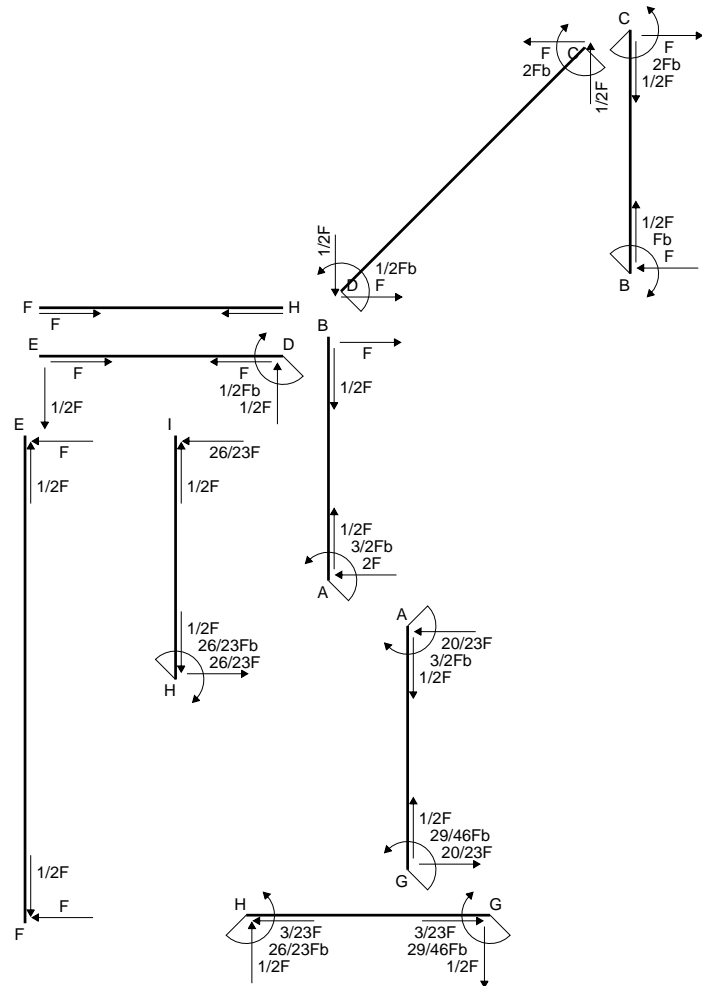 C
F
2Fb
1/2F
F
C
2Fb
1/2F
1/2F
Fb
F
B
1/2F
1/2Fb
D
F
F
H
F
E
D
F
F
1/2Fb
1/2F
1/2F
B
F
1/2F
1/2F
3/2Fb
2F
A
E
F
1/2F
1/2F
F
F
I
26/23F
1/2F
1/2F
26/23Fb
26/23F
H
A
20/23F
3/2Fb
1/2F
1/2F
29/46Fb
20/23F
G
H
G
3/23F
26/23Fb
1/2F
3/23F
29/46Fb
1/2F